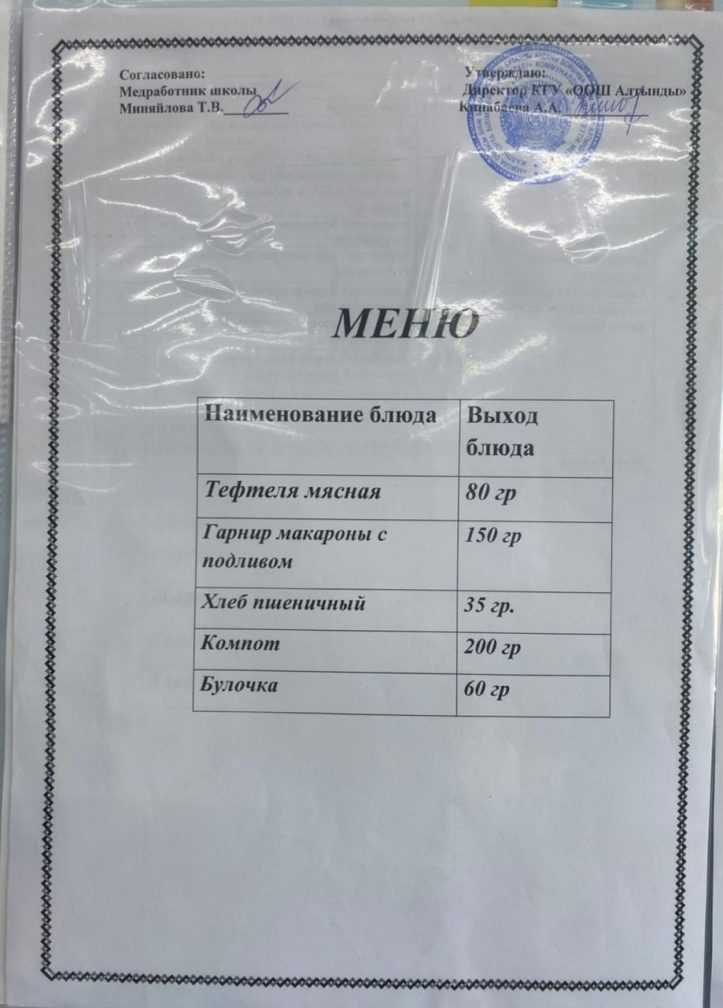 Согласовано:
Медработник школы
Миняйлова Т.В.
Утверждаю:
Директор КГУ «ООШ Алтынды»
Кинабаева А.А.
МЕНЮ
Наименование блюда
Выход
блюда
Тефтеля мясная
80 гр
Гарнир макароны с
подливом
150 гр
Хлеб пшеничный
35 гр.
Компот
200 гр
Булочка
60 гр